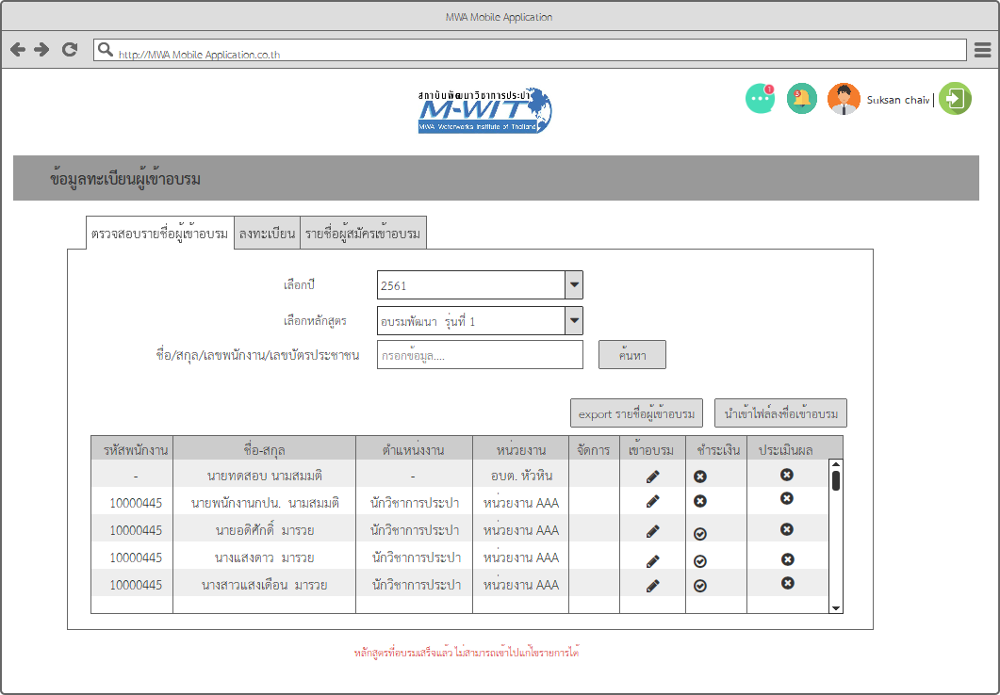 MWA Mobile Application
http://MWA Mobile Application.co.th
สถาบันพัฒนาวิชาการประปา
M-WIT
MWA Waterworks Institute of Thailand
1
3
Suksan chaiv
ข้อมูลทะเบียนผู้เข้าอบรม
ตรวจสอบรายชื่อผู้เข้าอบรม ลงทะเบียน รายชื่อผู้สมัครเข้าอบรม
เลือกปี 2561
เลือกหลักสูตร อบรมพัฒนา รุ่นที่ 1
ชื่อ/สกุล/เลขพนักงาน/เลขบัตรประชาชน กรอกข้อมูล.... ค้นหา
export รายชื่อผู้เข้าอบรม นำเข้าไฟล์ลงชื่อเข้าอบรม
รหัสพนักงาน ชื่อ-สกุล ตำแหน่งงาน หน่วยงาน จัดการ เข้าอบรม ชำระเงิน ประเมินผล
- นายทดสอบ นามสมมติ - อบต. หัวหิน
10000445 นายพนักงานกปน. นามสมมติ นักวิชาการประปา หน่วยงาน AAA
10000445 นายอดิศักดิ์ มารวย นักวิชาการประปา หน่วยงาน AAA
10000445 นางแสงดาว มารวย นักวิชาการประปา หน่วยงาน AAA
10000445 นางสาวแสงเดือน มารวย นักวิชาการประปา หน่วยงาน AAA
หลักสูตรที่อบรมเสร็จแล้ว ไม่สามารถเข้าไปแก้ไขรายการได้